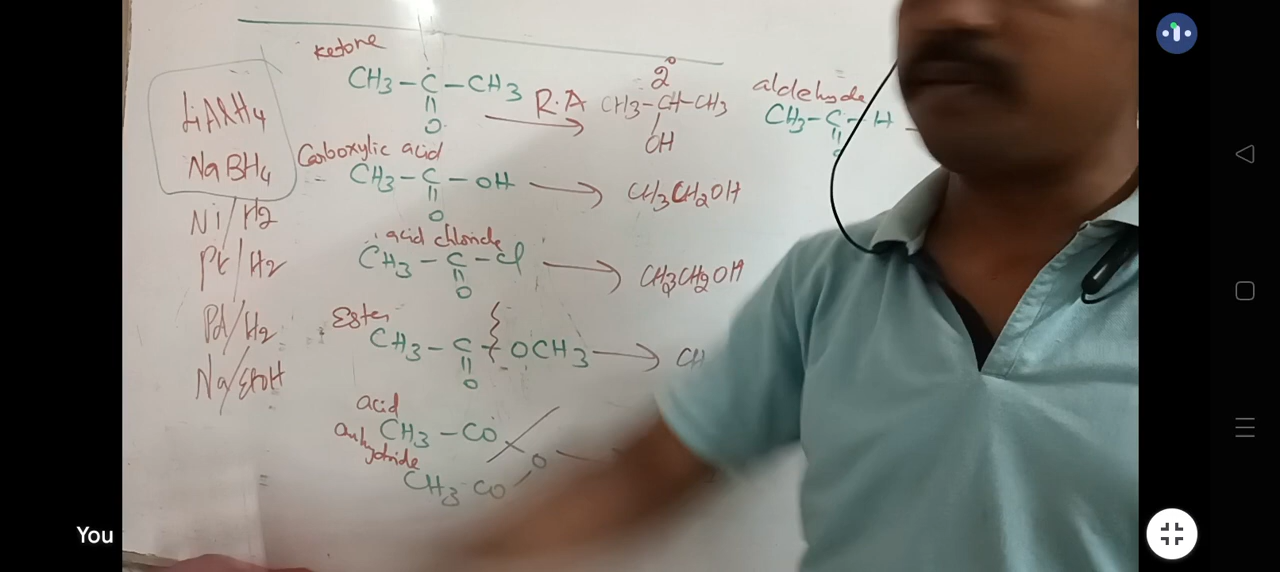 LiAlH4
NaBH4
Ni/H2
Pt/H2
Pd/H2
Na/EtOH
ketone
CH3-C-CH3
O
R.A
2°
CH3-CH-CH3
OH
aldehyde
CH3-C-H
Carboxylic acid
CH3-C-OH
O
CH3CH2OH
acid chloride
CH3-C-Cl
O
CH3CH2OH
Ester
CH3-C-OCH3
O
CH
acid
anhydride
CH3-CO
O
CH3-CO
You